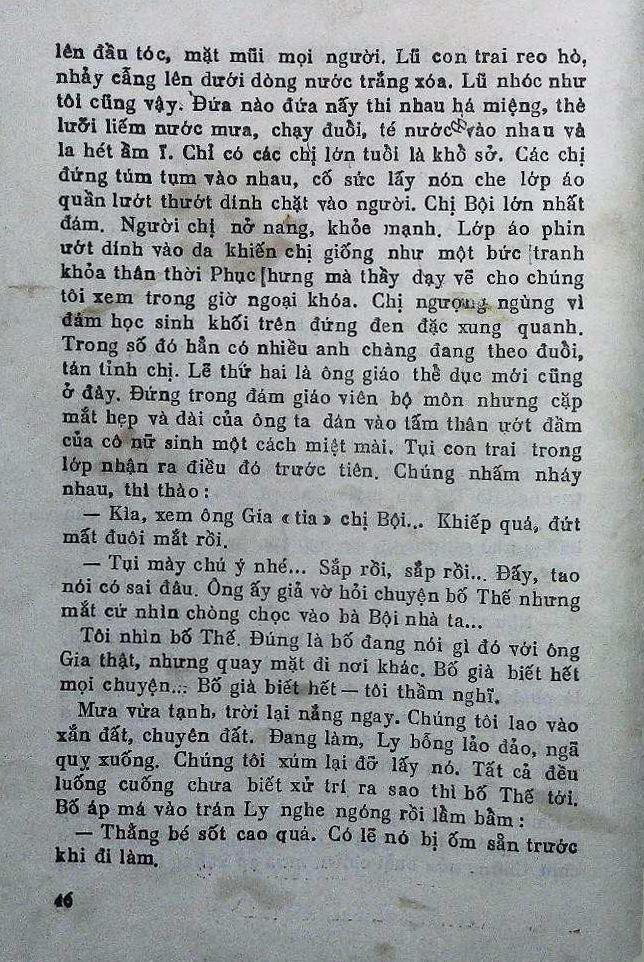 lên đầu tóc, mặt mũi mọi người. Lũ con trai reo hò,
nhảy cẫng lên dưới dòng nước trắng xóa. Lũ nhóc như
tôi cũng vậy. Đứa nào đứa nấy thi nhau há miệng, thè
lưỡi liếm nước mưa, chạy đuổi, té nước vào nhau và
la hét ầm ĩ. Chỉ có các chị lớn tuổi là khổ sở. Các chị
đứng túm tụm vào nhau, cố sức lấy nón che lớp áo
quần lướt thướt dính chặt vào người. Chị Bội lớn nhất
đám. Người chị nở nang, khỏe mạnh. Lớp áo phin
ướt dính vào da khiến chị giống như một bức tranh
khỏa thân thời Phục hưng mà thầy dạy vẽ cho chúng
tôi xem trong giờ ngoại khóa. Chị ngượng ngùng vì
đám học sinh khối trên đứng đen đặc xung quanh.
Trong số đó hẳn có nhiều anh chàng đang theo đuổi,
tán tỉnh chị. Lẽ thứ hai là ông giáo thể dục mới cũng
ở đây. Đứng trong đám giáo viên bộ môn nhưng cặp
mắt hẹp và dài của ông ta dán vào tấm thân ướt đầm
của cô nữ sinh một cách miệt mài. Tụi con trai trong
lớp nhận ra điều đó trước tiên. Chúng nhấm nháy
nhau, thì thào :
— Kìa, xem ông Gia « tia » chị Bội... Khiếp quá, đứt
mất đuôi mắt rồi.
— Tụi mày chú ý nhé... Sắp rồi, sắp rồi... Đấy, tao
nói có sai đâu. Ông ấy giả vờ hỏi chuyện bố Thế nhưng
mắt cứ nhìn chòng chọc vào bà Bội nhà ta...
Tôi nhìn bố Thế. Đúng là bố đang nói gì đó với ông
Gia thật, nhưng quay mặt đi nơi khác. Bố già biết hết
mọi chuyện... Bố già biết hết — tôi thầm nghĩ.
Mưa vừa tạnh, trời lại nắng ngay. Chúng tôi lao vào
xắn đất, chuyên đất. Đang làm, Ly bỗng lảo đảo, ngã
quỵ xuống. Chúng tôi xúm lại đỡ lấy nó. Tất cả đều
luống cuống chưa biết xử trí ra sao thì bố Thế tới.
Bố áp má vào trán Ly nghe ngóng rồi lầm bầm :
— Thằng bé sốt cao quá. Có lẽ nó bị ốm sẵn trước
khi đi làm.
46